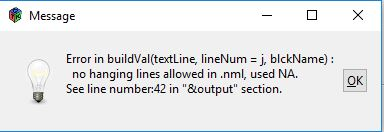 Message
Error in buildVal(textLine, lineNum = j, blckName) :
no hanging lines allowed in .nml, used NA.
See line number:42 in "&output" section.
OK